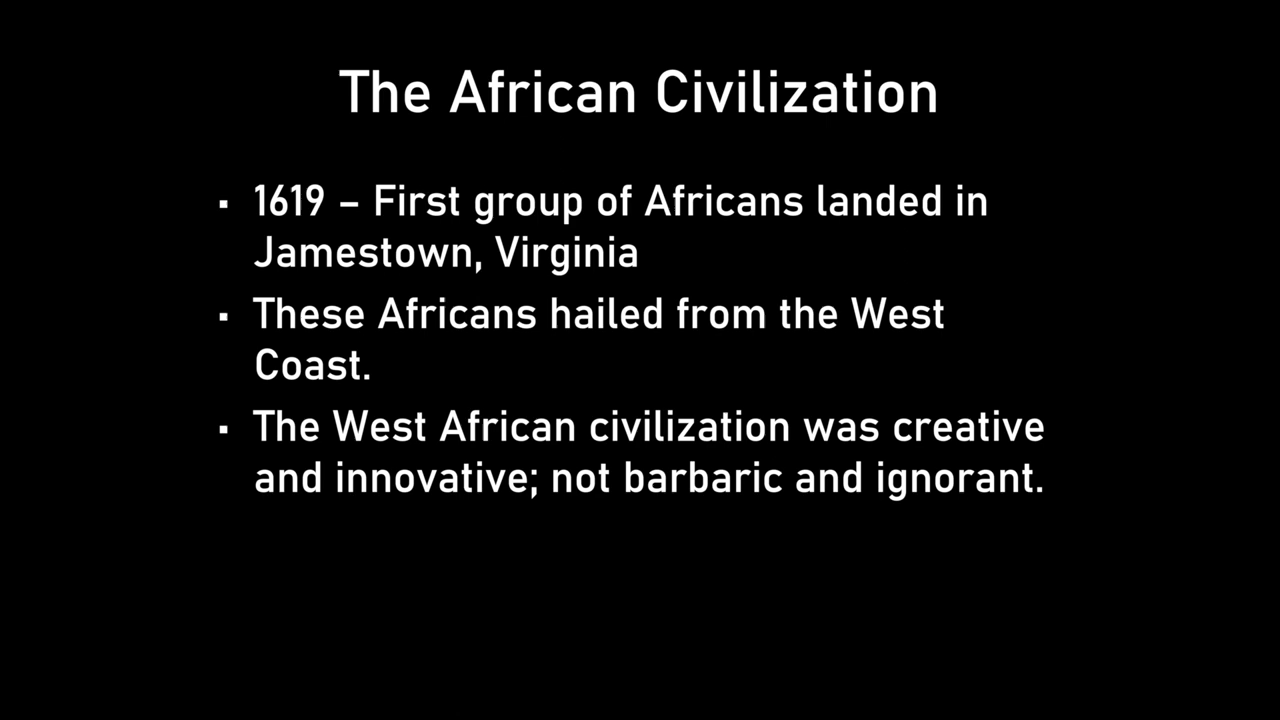 The African Civilization
▪ 1619 – First group of Africans landed in
Jamestown, Virginia
▪ These Africans hailed from the West
Coast.
▪ The West African civilization was creative
and innovative; not barbaric and ignorant.